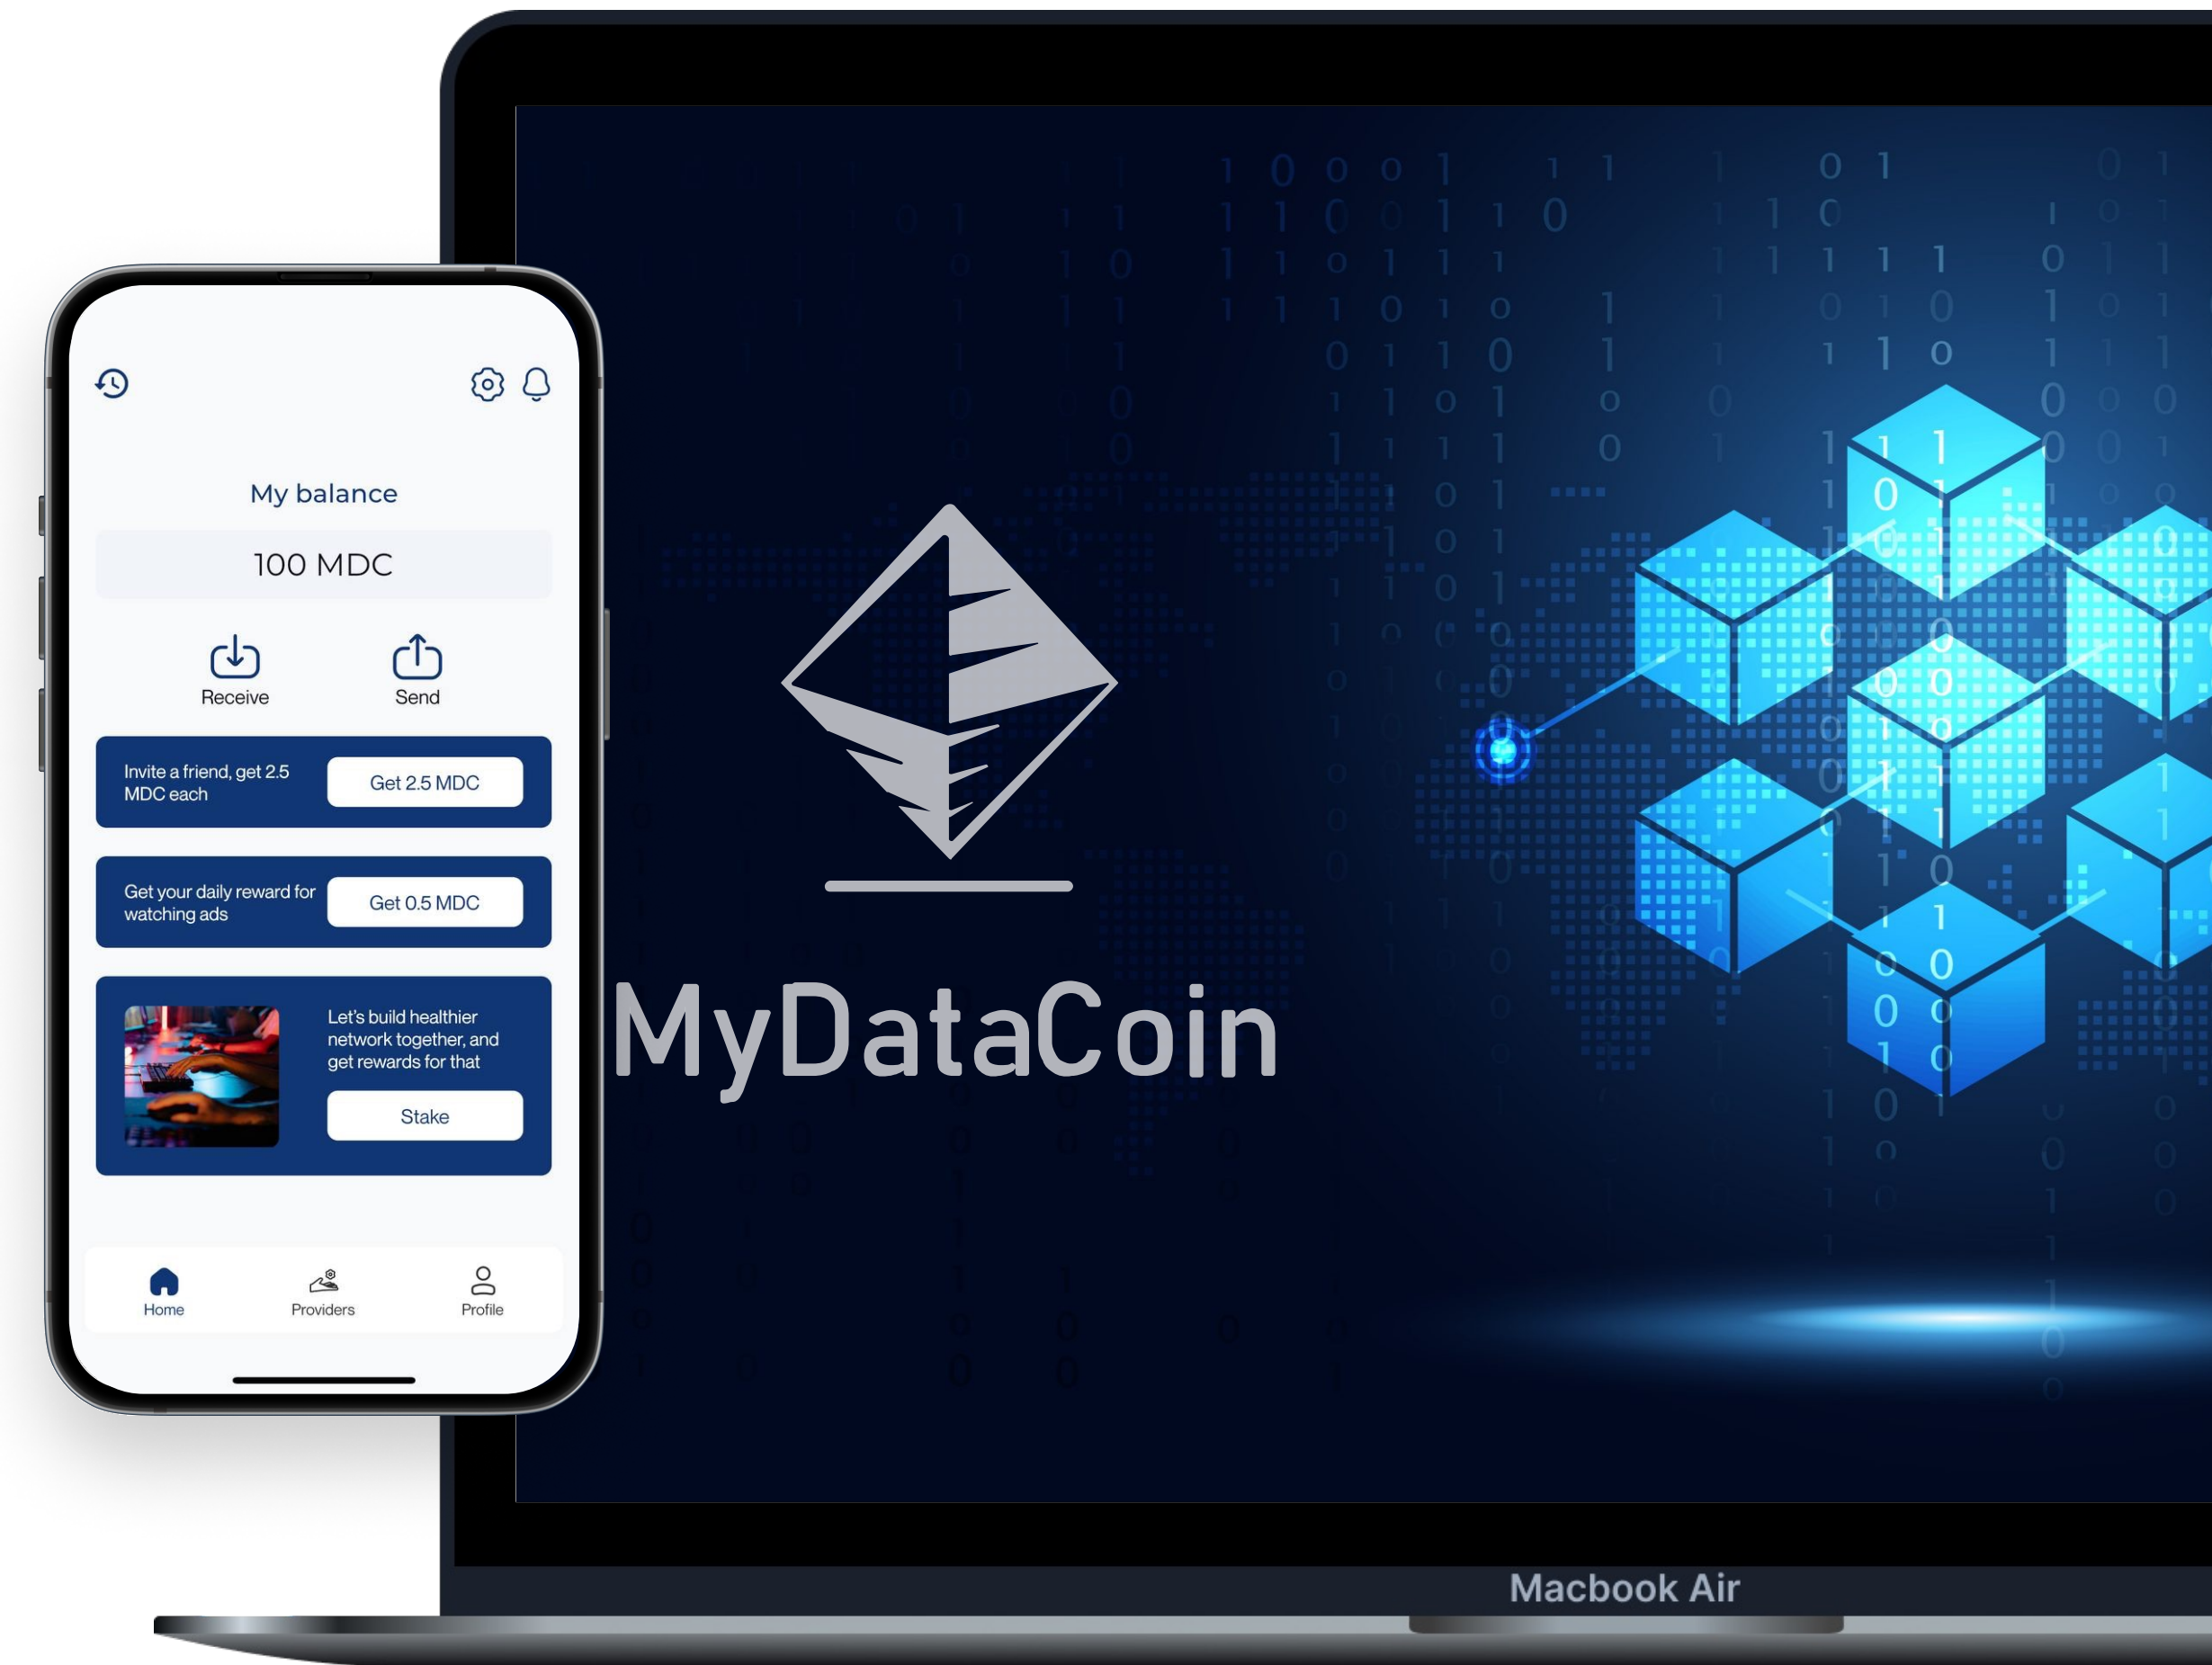 My balance
100 MDC
Receive
Send
Invite a friend, get 2.5
MDC each
Get 2.5 MDC
Get your daily reward for
watching ads
Get 0.5 MDC
Let's build healthier
network together, and
get rewards for that
Stake
Home
Providers
Profile
MyDataCoin
Macbook Air